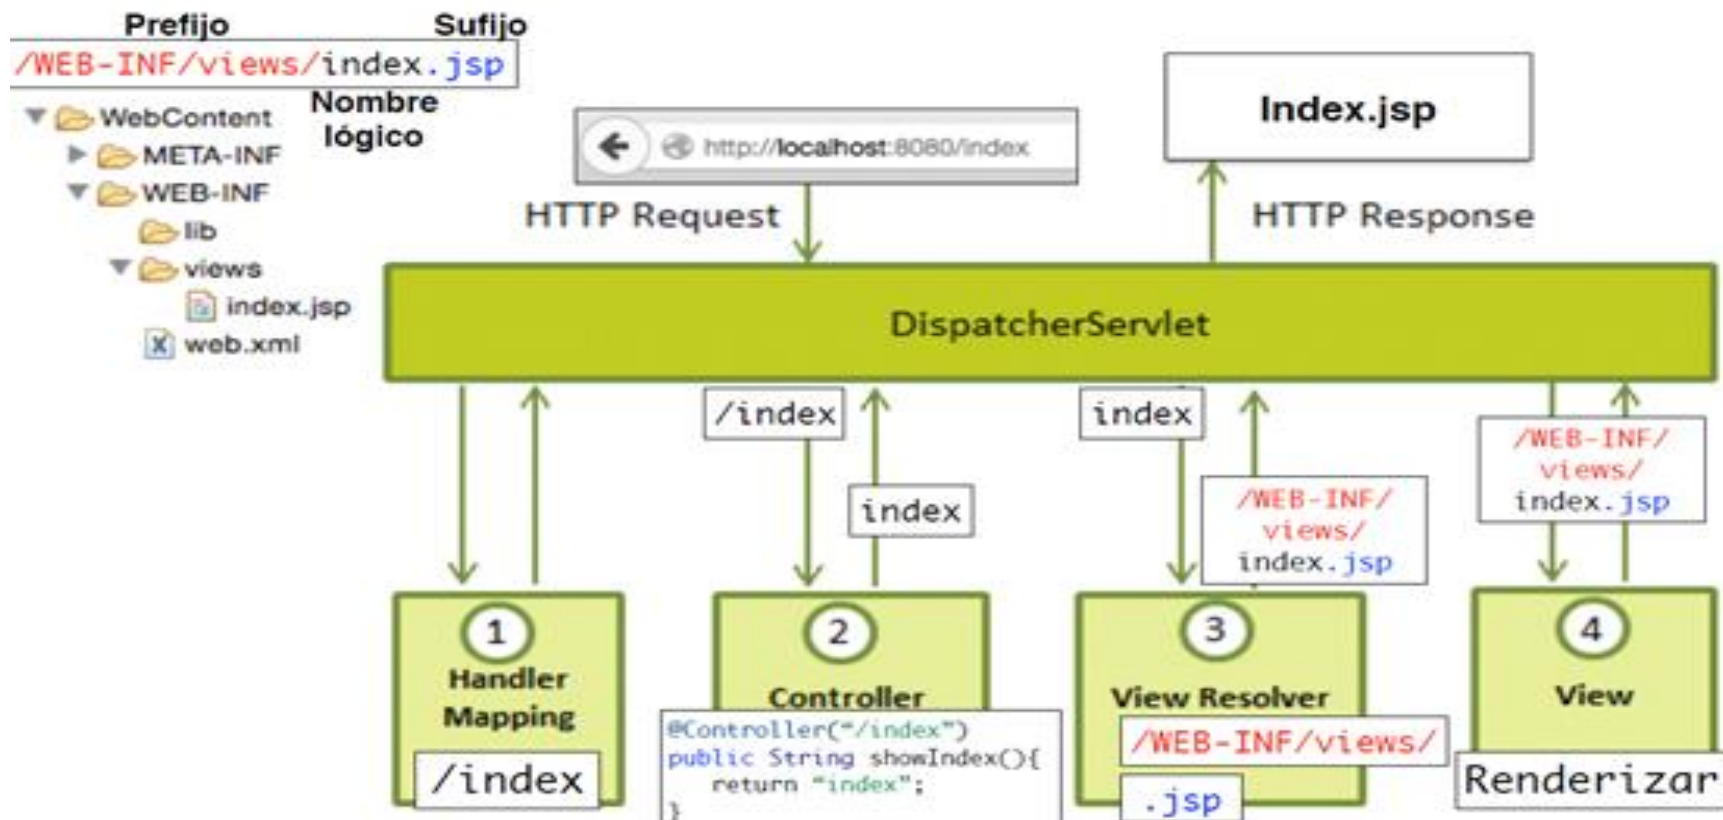 Prefijo Sufijo
/WEB-INF/views/index.jsp
Nombre
lógico
WebContent
META-INF
WEB-INF
lib
views
index.jsp
web.xml
http://localhost:8080/index
Index.jsp
HTTP Request
HTTP Response
DispatcherServlet
/index
index
index
/WEB-INF/
views/
index.jsp
/WEB-INF/
views/
index.jsp
1
Handler
Mapping
/index
2
Controller
@Controller("/index")
public String showIndex(){
return "index";
}
3
View Resolver
/WEB-INF/views/
.jsp
4
View
Renderizar